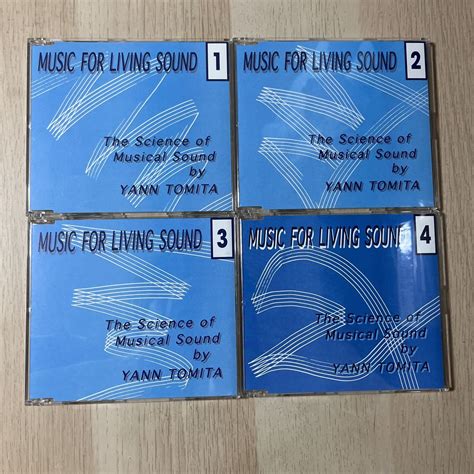 MUSIC FOR LIVING SOUND 1
The Science of
Musical Sound
by
YANN TOMITA
MUSIC FOR LIVING SOUND 2
The Science of
Musical Sound
by
YANN TOMITA
MUSIC FOR LIVING SOUND 3
The Science of
Musical Sound
by
YANN TOMITA
MUSIC FOR LIVING SOUND 4
The Science of
Musical Sound
by
YANN TOMITA